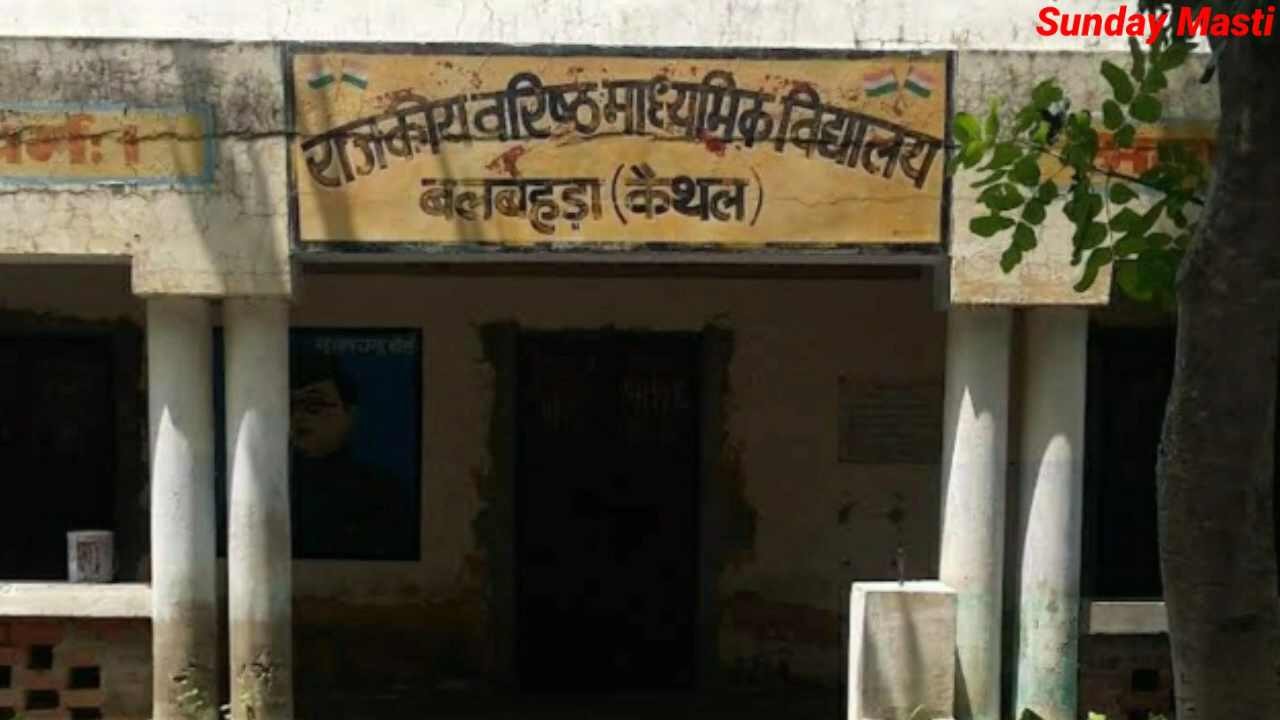 Sunday Masti
राजकीय वरिष्ठ माध्यमिक विद्यालय
बलबहड़ा (कैथल)